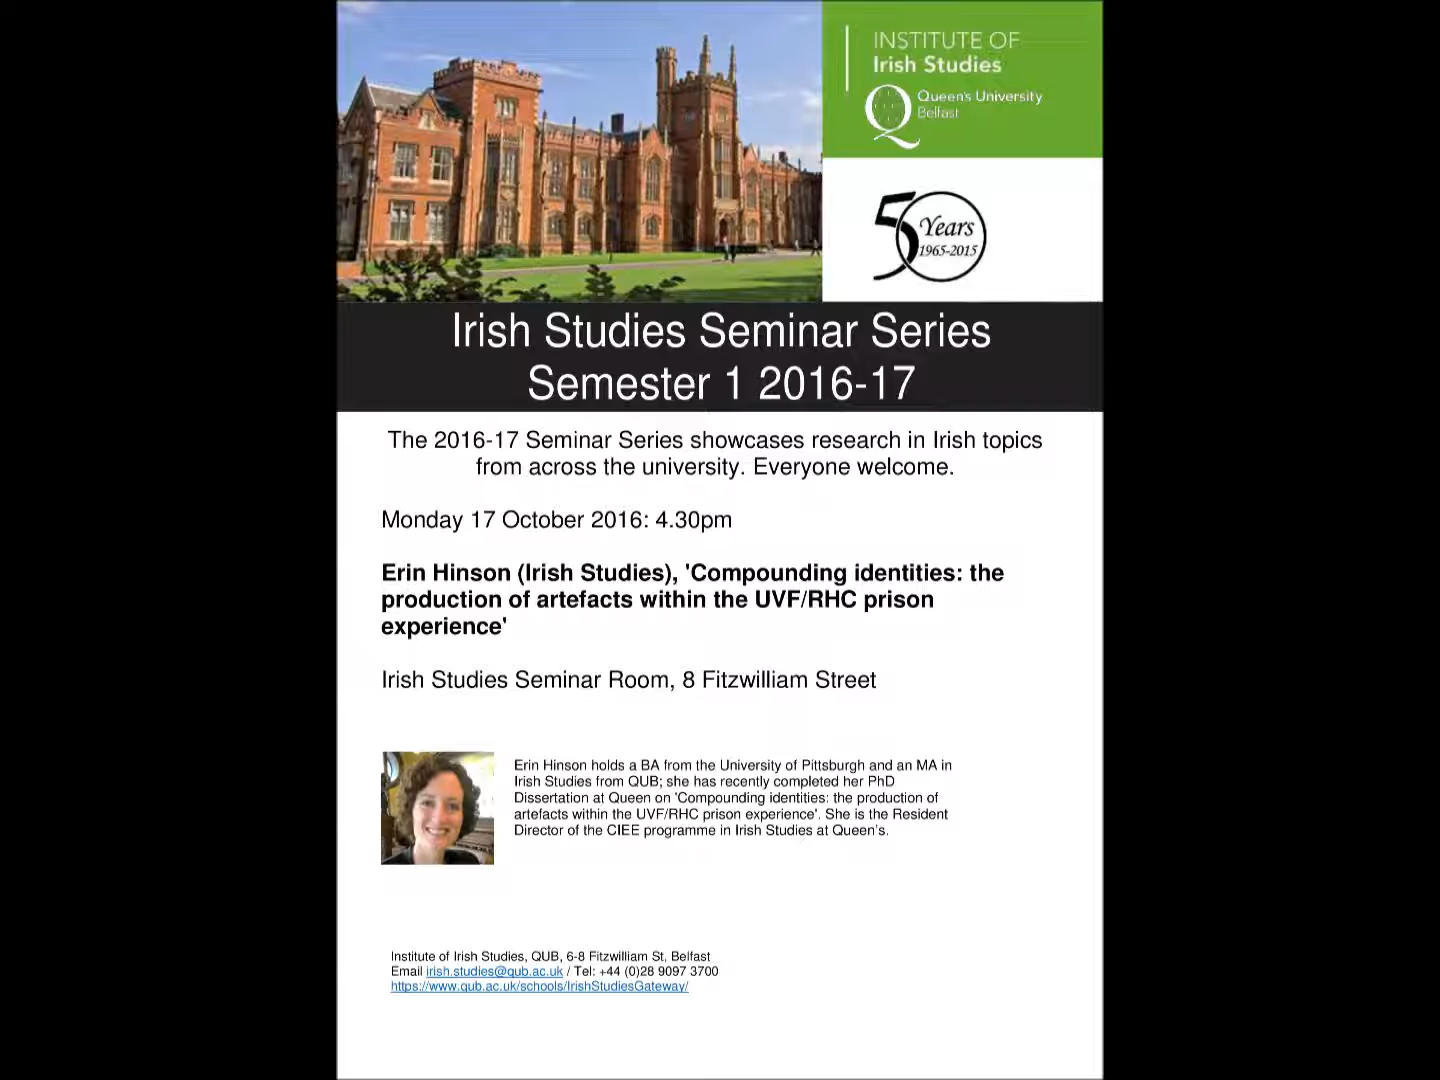 INSTITUTE OF
Irish Studies
Queen's University
Belfast
50 Years
1965-2015
Irish Studies Seminar Series
Semester 1 2016-17
The 2016-17 Seminar Series showcases research in Irish topics
from across the university. Everyone welcome.
Monday 17 October 2016: 4.30pm
Erin Hinson (Irish Studies), 'Compounding identities: the
production of artefacts within the UVF/RHC prison
experience'
Irish Studies Seminar Room, 8 Fitzwilliam Street
Erin Hinson holds a BA from the University of Pittsburgh and an MA in
Irish Studies from QUB; she has recently completed her PhD
Dissertation at Queen on 'Compounding identities: the production of
artefacts within the UVF/RHC prison experience'. She is the Resident
Director of the CIEE programme in Irish Studies at Queen's.
Institute of Irish Studies, QUB, 6-8 Fitzwilliam St, Belfast
Email irish.studies@qub.ac.uk / Tel: +44 (0)28 9097 3700
https://www.qub.ac.uk/schools/IrishStudiesGateway/